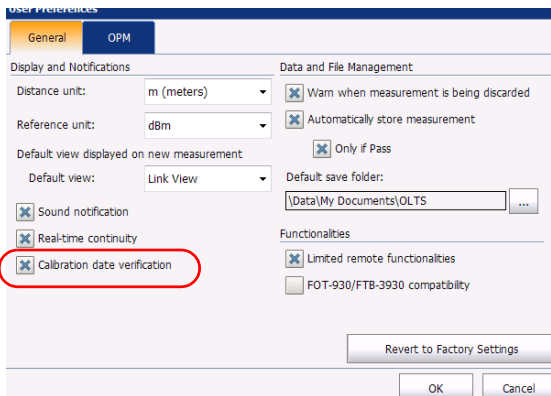 User Preferences
General
OPM
Display and Notifications
Distance unit:
m (meters)
Reference unit:
dBm
Default view displayed on new measurement
Default view:
Link View
Sound notification
Real-time continuity
Calibration date verification
Data and File Management
Warn when measurement is being discarded
Automatically store measurement
Only if Pass
Default save folder:
\Data\My Documents\OLTS
...
Functionalities
Limited remote functionalities
FOT-930/FTB-3930 compatibility
Revert to Factory Settings
OK
Cancel